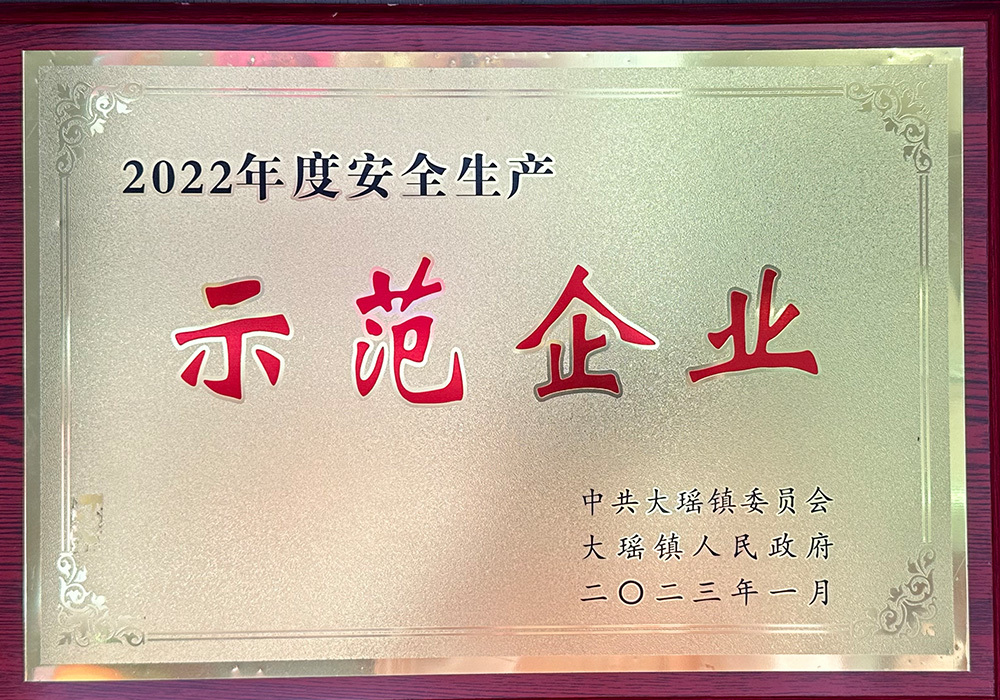 2022年度安全生产
示范企业
中共大瑶镇委员会
大瑶镇人民政府
二〇二三年一月